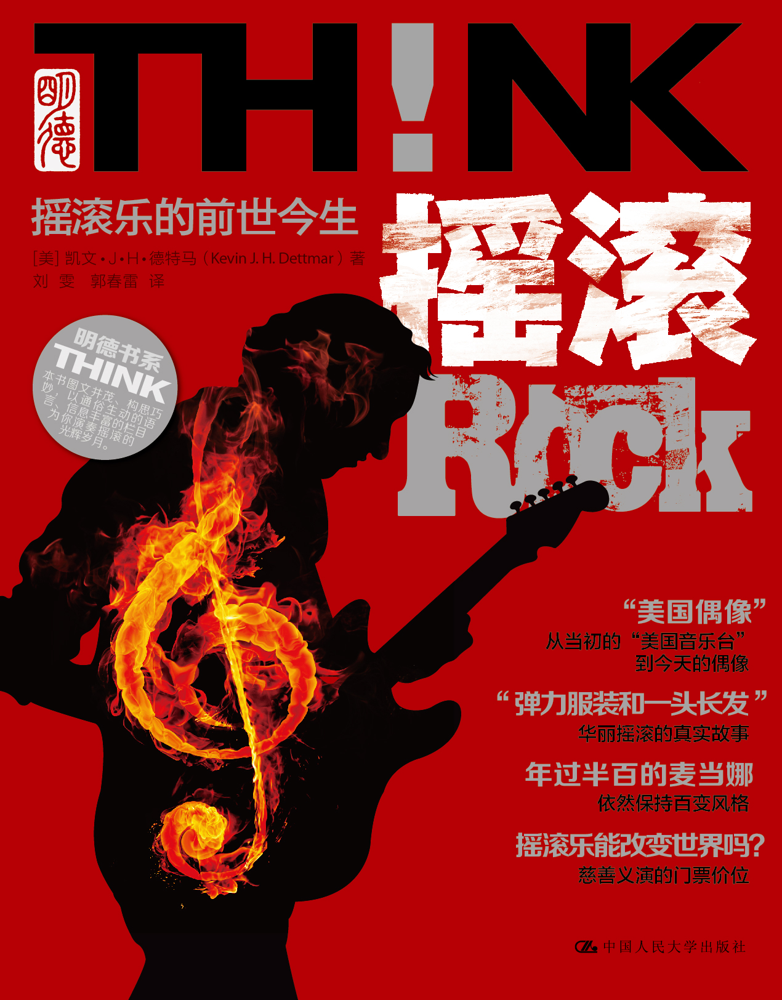 TH!NK
明德
摇滚乐的前世今生
[美] 凯文·J·H·德特马（Kevin J. H. Dettmar）著
刘 雯 郭春雷 译
摇滚
Rock
明德书系
THINK
本书图文并茂、构思巧
妙，以通俗生动的语
言、信息丰富的栏目
为你演奏摇滚的
光辉岁月。
“美国偶像”
从当初的“美国音乐台”
到今天的偶像
“弹力服装和一头长发”
华丽摇滚的真实故事
年过半百的麦当娜
依然保持百变风格
摇滚乐能改变世界吗？
慈善义演的门票价位
中国人民大学出版社